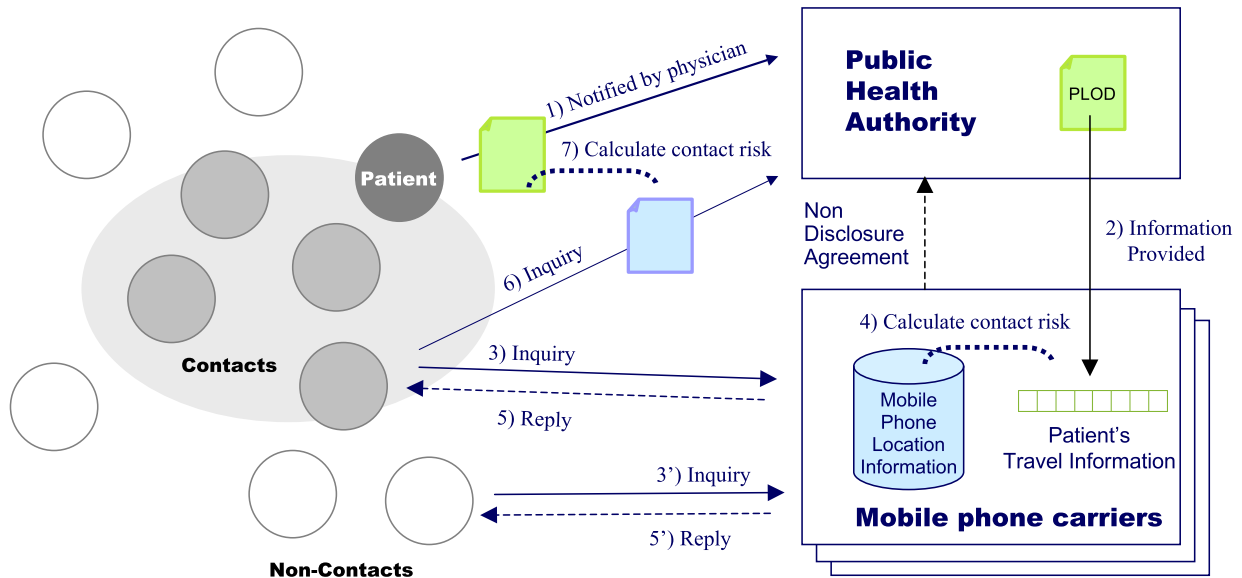 1) Notified by physician
Public
Health
Authority
PLOD
7) Calculate contact risk
Patient
Non
Disclosure
Agreement
2) Information
Provided
6) Inquiry
4) Calculate contact risk
Contacts
3) Inquiry
5) Reply
Mobile
Phone
Location
Information
Patient’s
Travel Information
3’) Inquiry
Mobile phone carriers
5’) Reply
Non-Contacts